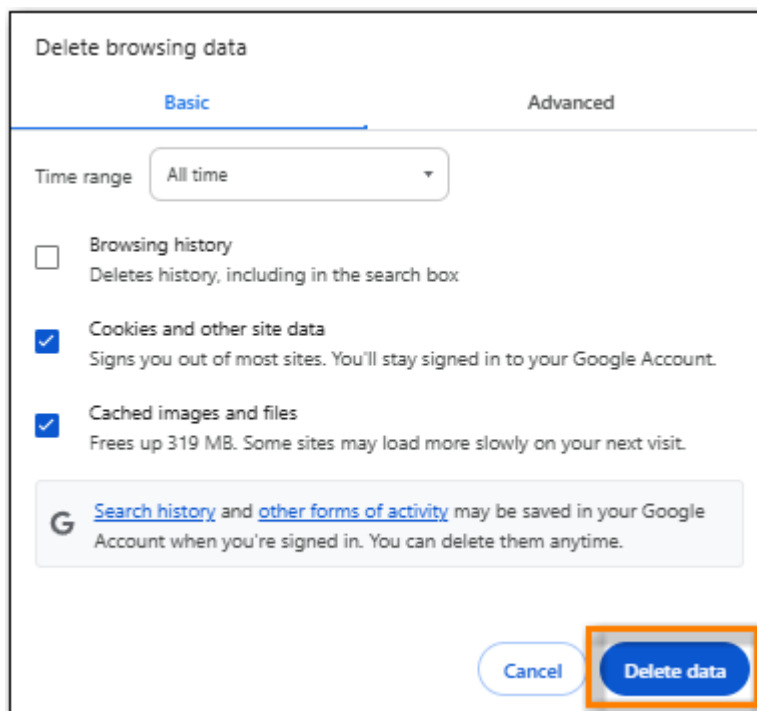 Delete browsing data
Basic Advanced
Time range All time
Browsing history
Deletes history, including in the search box
Cookies and other site data
Signs you out of most sites. You'll stay signed in to your Google Account.
Cached images and files
Frees up 319 MB. Some sites may load more slowly on your next visit.
G Search history and other forms of activity may be saved in your Google
Account when you're signed in. You can delete them anytime.
Cancel Delete data